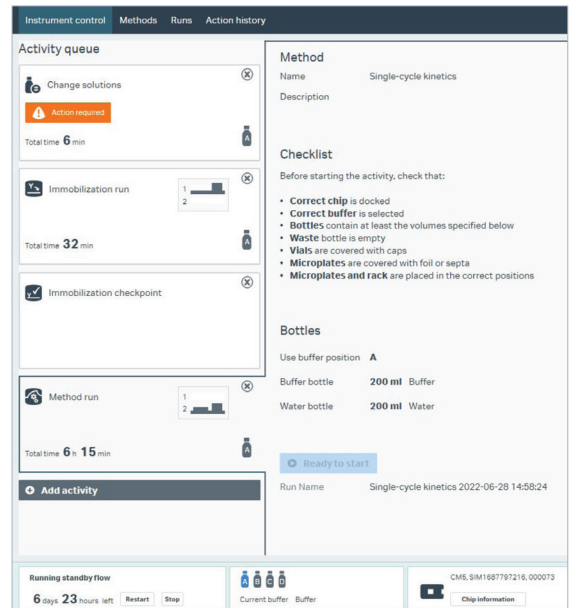 Instrument control Methods Runs Action history
Activity queue
Change solutions
Action required
Total time 6 min
A
Immobilization run
1
2
Total time 32 min
A
Immobilization checkpoint
Method run
1
2
Total time 6 h 15 min
A
Add activity
Method
Name Single-cycle kinetics
Description
Checklist
Before starting the activity, check that:
• Correct chip is docked
• Correct buffer is selected
• Bottles contain at least the volumes specified below
• Waste bottle is empty
• Vials are covered with caps
• Microplates are covered with foil or septa
• Microplates and rack are placed in the correct positions
Bottles
Use buffer position A
Buffer bottle 200 ml Buffer
Water bottle 200 ml Water
Ready to start
Run Name Single-cycle kinetics 2022-06-28 14:58:24
Running standby flow
6 days 23 hours left Restart Stop
A B C D
Current buffer Buffer
CM5, SIM1687797216, 000073
Chip information